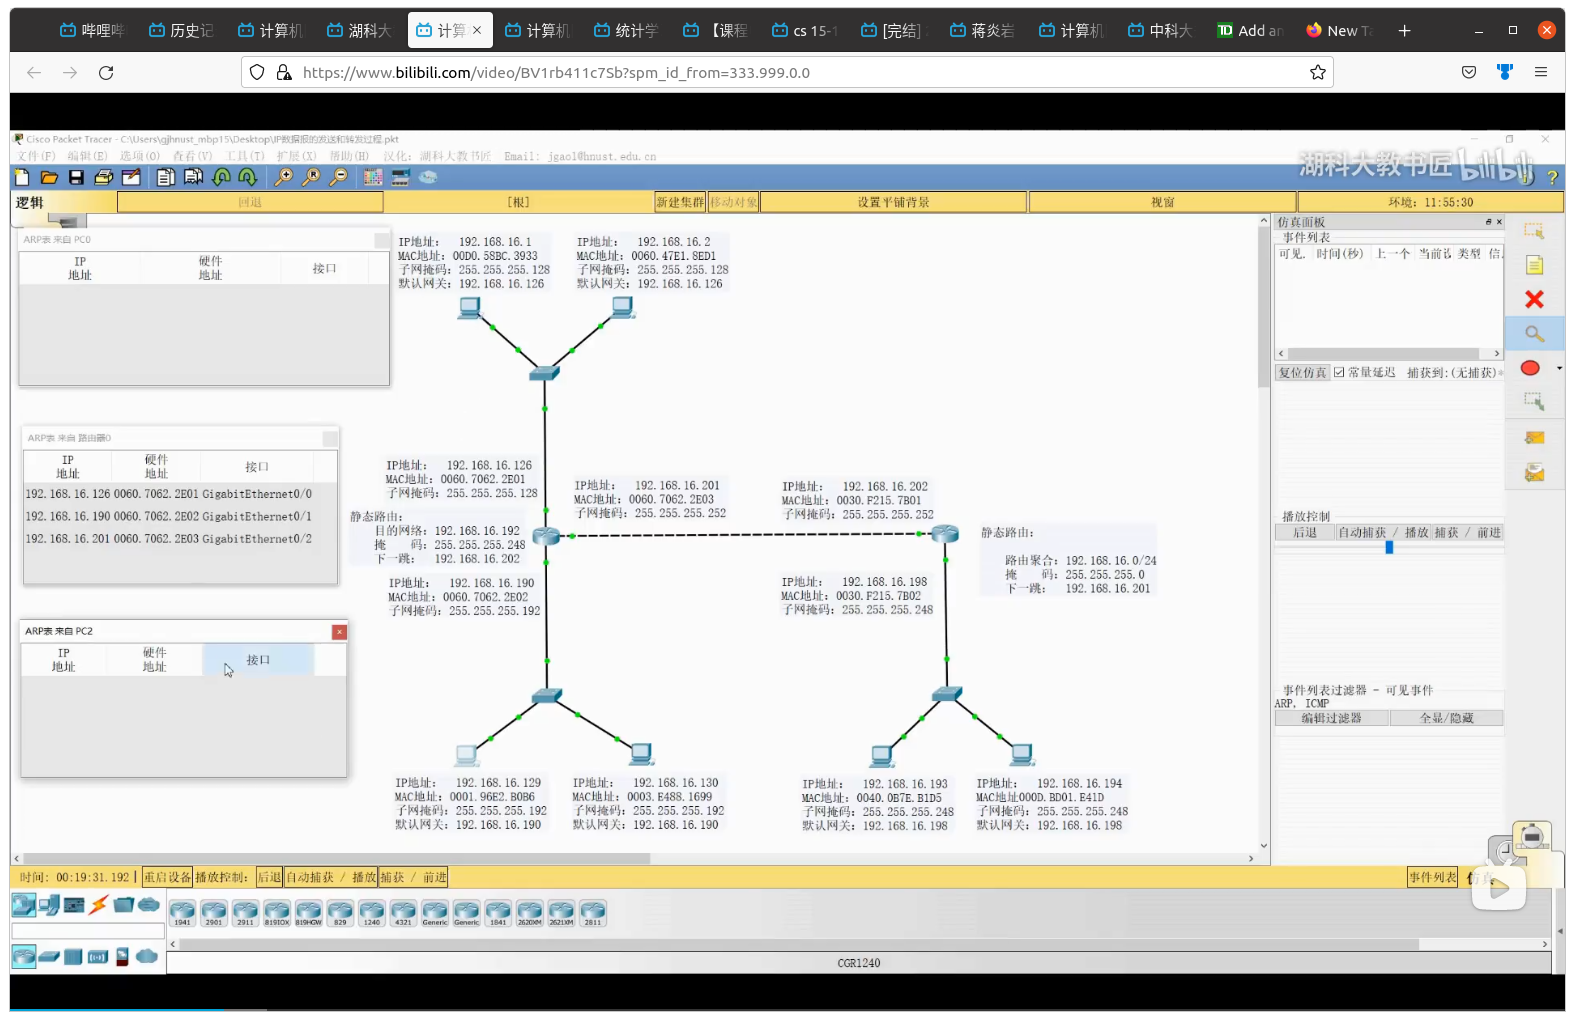 哔哩哔
历史记
计算机
湖科大
计算
计算机
统计学
【课程
cs 15-1
[完结]
蒋炎岩
计算机
中科大
Add an
New Ta
https://www.bilibili.com/video/BV1rb411c7Sb?spm_id_from=333.999.0.0
Cisco Packet Tracer - C:\Users\gjhnust_mbp15\Desktop\IP数据报的发送和转发过程.pkt
文件(F) 编辑(E) 选项(O) 查看(V) 工具(T) 扩展(X) 帮助(H) 汉化: 湖科大教书匠 Email: jgaol@hnust.edu.cn
湖科大教书匠 bilibili
逻辑 回退 [根] 新建集群 移动对象 设置平铺背景 视窗 环境: 11:55:30
ARP表 来自 PC0
IP地址 硬件地址 接口
IP地址: 192.168.16.1
MAC地址: 00D0.58BC.3933
子网掩码: 255.255.255.128
默认网关: 192.168.16.126
IP地址: 192.168.16.2
MAC地址: 0060.47E1.8ED1
子网掩码: 255.255.255.128
默认网关: 192.168.16.126
ARP表 来自 路由器0
IP地址 硬件地址 接口
192.168.16.126 0060.7062.2E01 GigabitEthernet0/0
192.168.16.190 0060.7062.2E02 GigabitEthernet0/1
192.168.16.201 0060.7062.2E03 GigabitEthernet0/2
IP地址: 192.168.16.126
MAC地址: 0060.7062.2E01
子网掩码: 255.255.255.128
IP地址: 192.168.16.201
MAC地址: 0060.7062.2E03
子网掩码: 255.255.255.252
IP地址: 192.168.16.202
MAC地址: 0030.F215.7B01
子网掩码: 255.255.255.252
静态路由:
目的网络: 192.168.16.192
掩 码: 255.255.255.248
下一跳: 192.168.16.202
静态路由:
路由聚合: 192.168.16.0/24
掩 码: 255.255.255.0
下一跳: 192.168.16.201
IP地址: 192.168.16.190
MAC地址: 0060.7062.2E02
子网掩码: 255.255.255.192
IP地址: 192.168.16.198
MAC地址: 0030.F215.7B02
子网掩码: 255.255.255.248
ARP表 来自 PC2
IP地址 硬件地址 接口
IP地址: 192.168.16.129
MAC地址: 0001.96E2.B0B6
子网掩码: 255.255.255.192
默认网关: 192.168.16.190
IP地址: 192.168.16.130
MAC地址: 0003.E488.1699
子网掩码: 255.255.255.192
默认网关: 192.168.16.190
IP地址: 192.168.16.193
MAC地址: 0040.0B7E.B1D5
子网掩码: 255.255.255.248
默认网关: 192.168.16.198
IP地址: 192.168.16.194
MAC地址000D.BD01.E41D
子网掩码: 255.255.255.248
默认网关: 192.168.16.198
仿真面板
事件列表
可见. 时间(秒) 上一个 当前设 类型 信息
复位仿真 常量延迟 捕获到:(无捕获)*
播放控制
后退 自动捕获 / 播放 捕获 / 前进
事件列表过滤器 - 可见事件
ARP, ICMP
编辑过滤器 全显/隐藏
时间: 00:19:31.192 重启设备 播放控制: 后退 自动捕获 / 播放 捕获 / 前进
事件列表 仿真
1941 2901 2911 819IOX 819HGW 829 1240 4321 Generic Generic 1841 2620XM 2621XM 2811
CGR1240